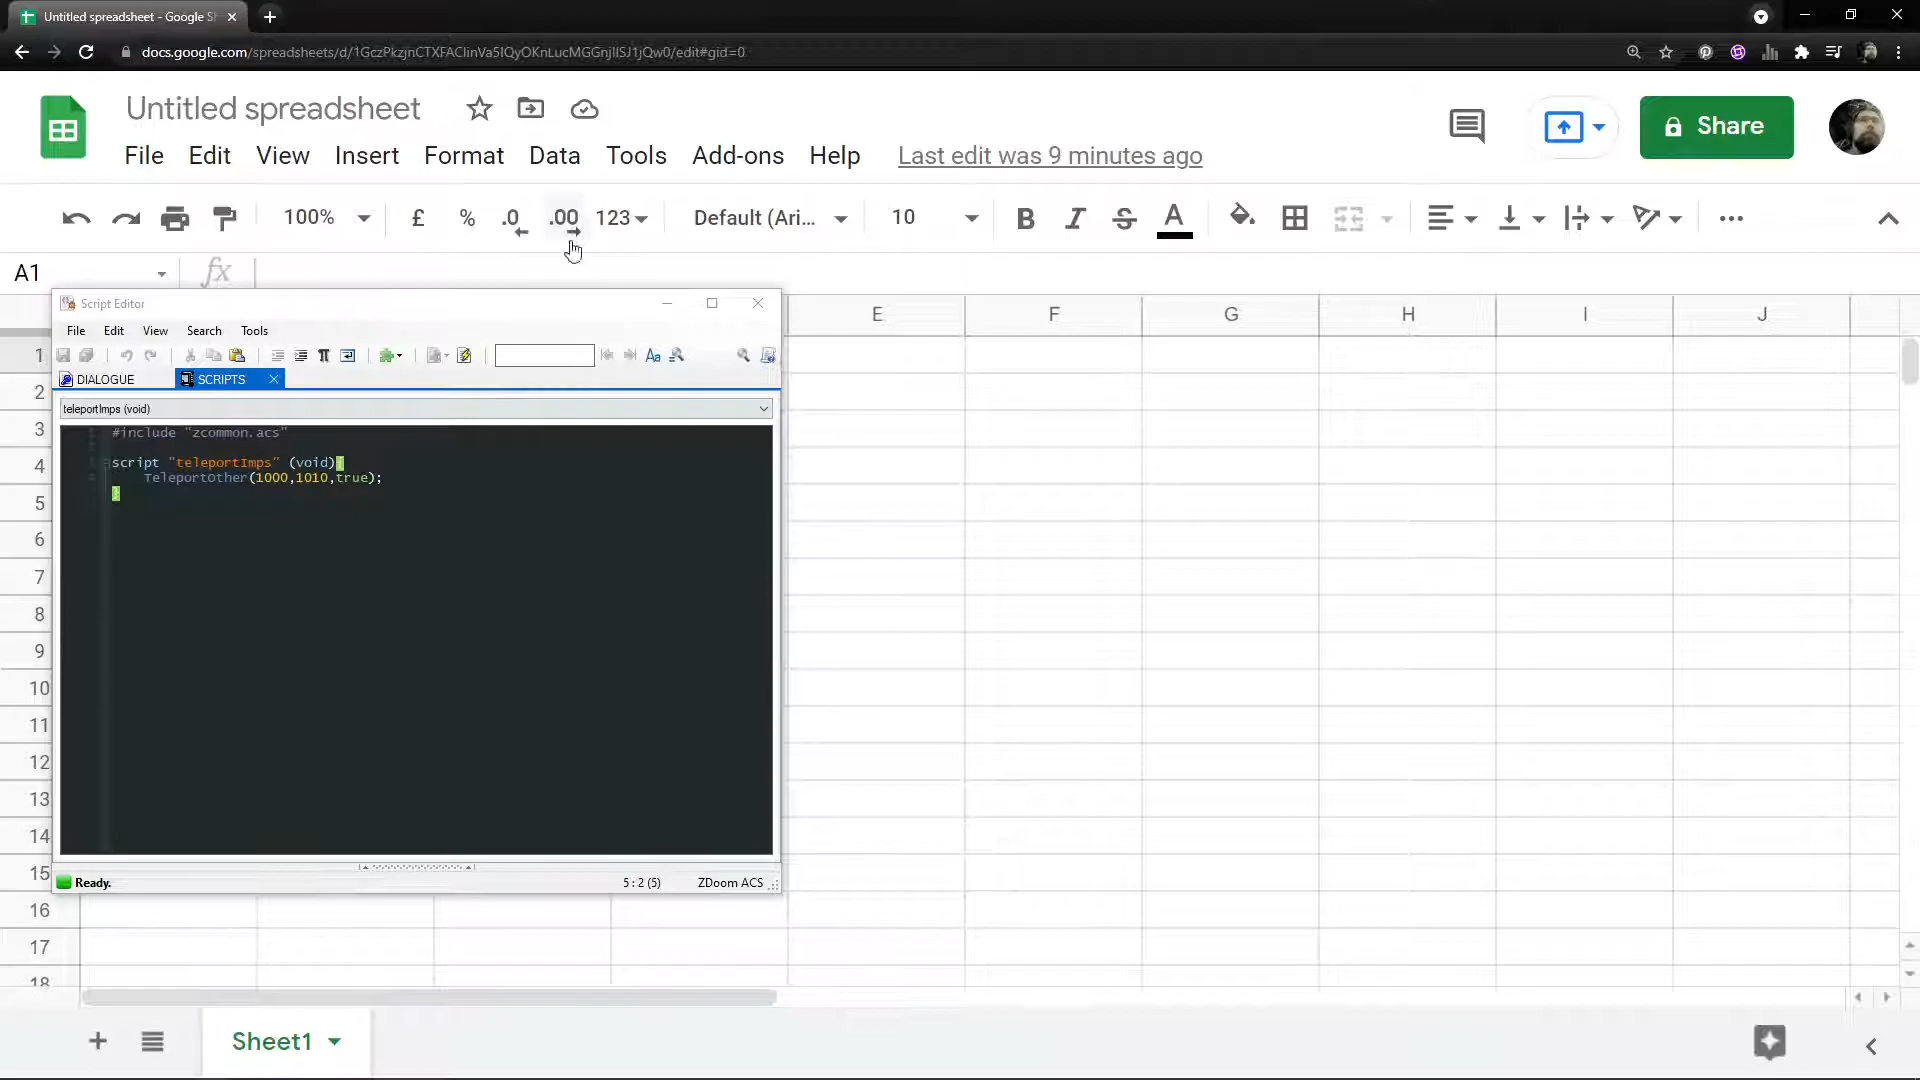 Untitled spreadsheet - Google S
docs.google.com/spreadsheets/d/1GczPkzjnCTXFACIinVa5IQyOKnLucMGGnjlISJ1jQw0/edit#gid=0
Untitled spreadsheet
Share
File Edit View Insert Format Data Tools Add-ons Help Last edit was 9 minutes ago
100% £ % .0 .00 123 Default (Ari... 10 B I S A
A1 fx
Script Editor
E F G H I J
File Edit View Search Tools
DIALOGUE SCRIPTS
teleportImps (void)
#include "zcommon.acs"
script "teleportImps" (void){
TeleportOther(1000,1010,true);
}
Ready. 5 : 2 (5) ZDoom ACS
1
2
3
4
5
6
7
8
9
10
11
12
13
14
15
16
17
18
Sheet1